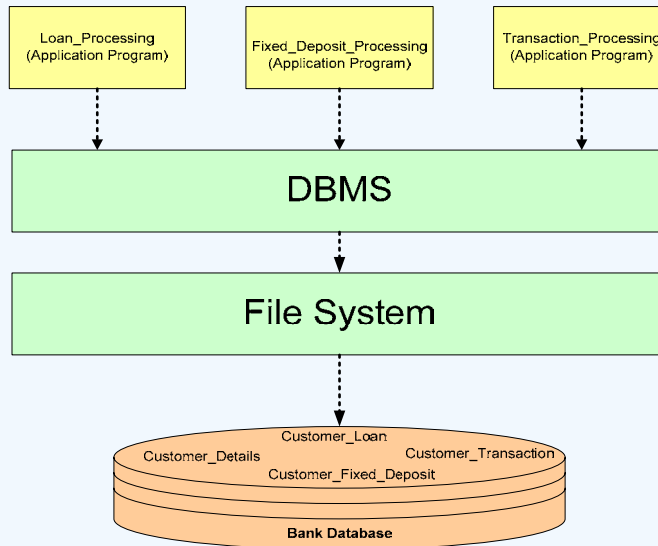 Loan_Processing
(Application Program)
Fixed_Deposit_Processing
(Application Program)
Transaction_Processing
(Application Program)
DBMS
File System
Customer_Loan
Customer_Details
Customer_Transaction
Customer_Fixed_Deposit
Bank Database